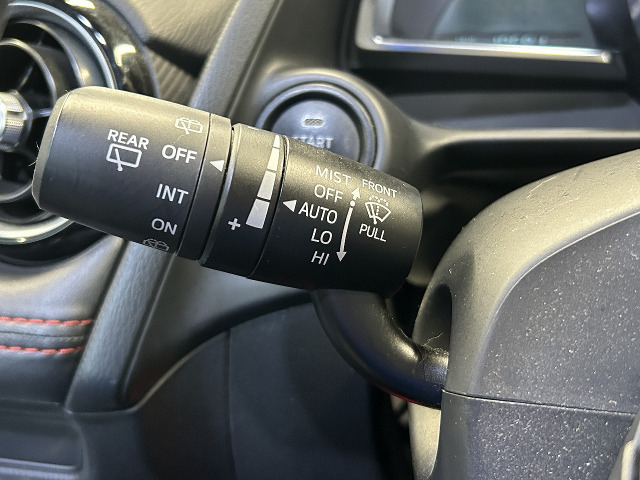 REAR
OFF
INT
ON
+
MIST
OFF
AUTO
LO
HI
FRONT
PULL
START